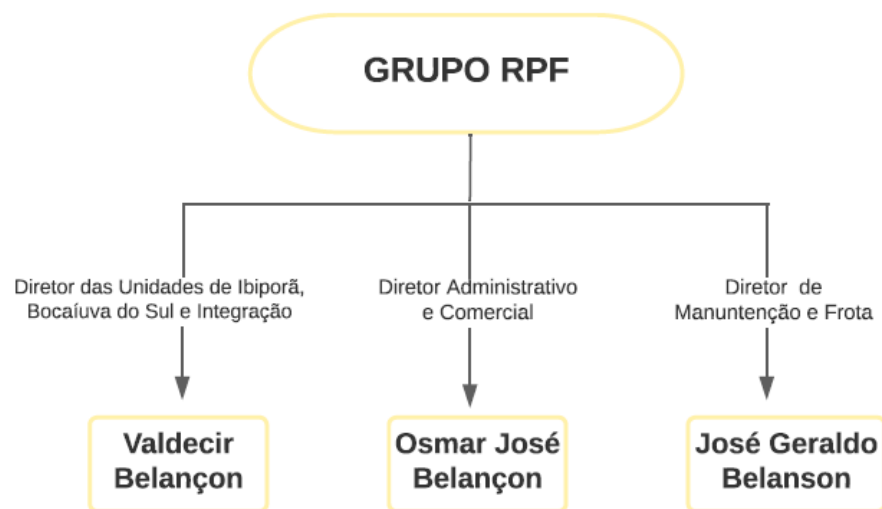 GRUPO RPF
Diretor das Unidades de Ibiporã,
Bocaíuva do Sul e Integração
Diretor Administrativo
e Comercial
Diretor de
Manuntenção e Frota
Valdecir
Belançon
Osmar José
Belançon
José Geraldo
Belanson